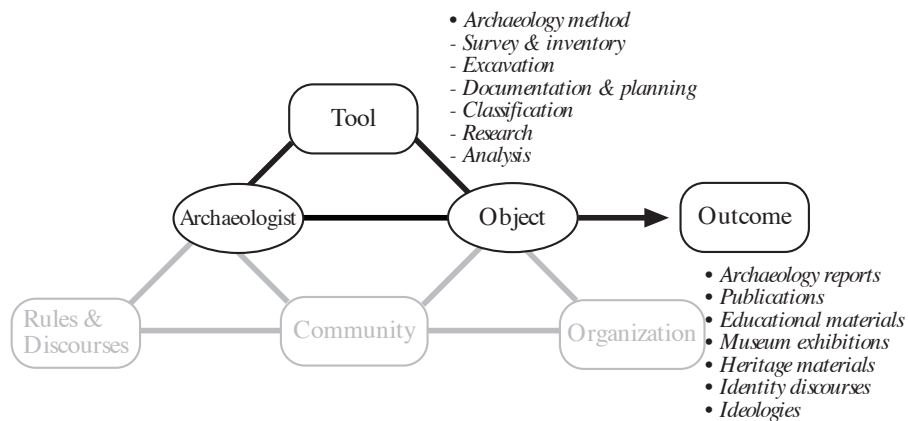 • Archaeology method
- Survey & inventory
- Excavation
- Documentation & planning
- Classification
- Research
- Analysis
Tool
Archaeologist
Object
Outcome
Rules &
Discourses
Community
Organization
• Archaeology reports
• Publications
• Educational materials
• Museum exhibitions
• Heritage materials
• Identity discourses
• Ideologies